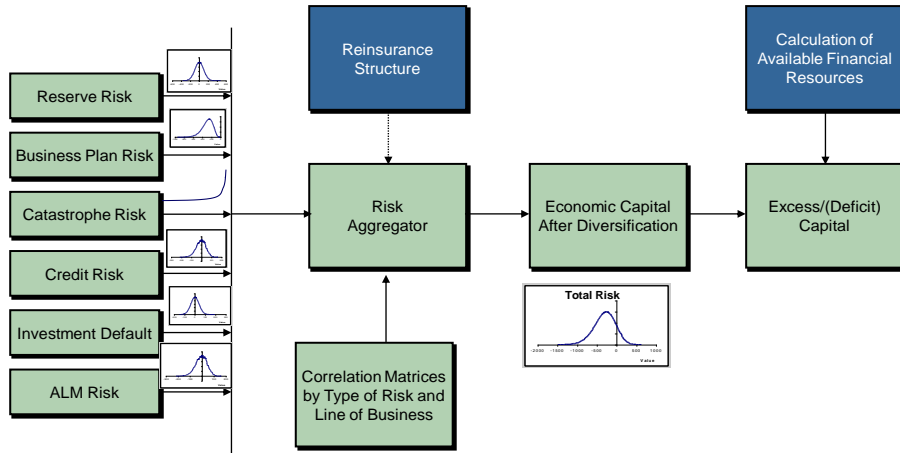 Reinsurance
Structure
Calculation of
Available Financial
Resources
Reserve Risk
Business Plan Risk
Catastrophe Risk
Credit Risk
Investment Default
ALM Risk
Risk
Aggregator
Economic Capital
After Diversification
Excess/(Deficit)
Capital
Total Risk
-2000 -1500 -1000 -500 0 500 1000
Value
Correlation Matrices
by Type of Risk and
Line of Business